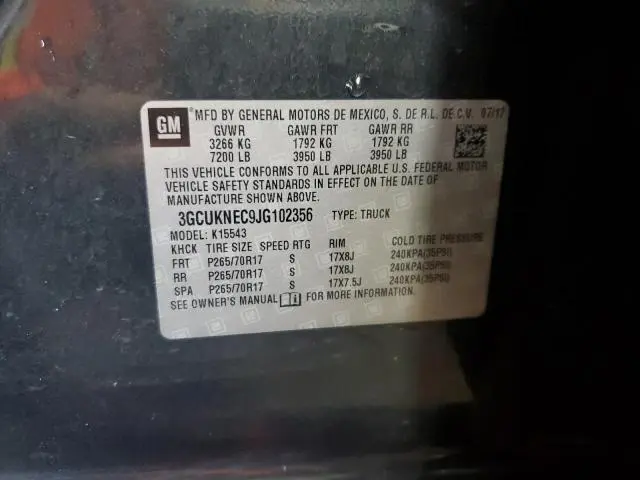 GM
®MFD BY GENERAL MOTORS DE MEXICO, S. DE R.L. DE C.V. 07/17
GVWR GAWR FRT GAWR RR
3266 KG 1792 KG 1792 KG
7200 LB 3950 LB 3950 LB
THIS VEHICLE CONFORMS TO ALL APPLICABLE U.S. FEDERAL MOTOR
VEHICLE SAFETY STANDARDS IN EFFECT ON THE DATE OF
MANUFACTURE SHOWN ABOVE.
3GCUKNEC9JG102356 TYPE: TRUCK
MODEL: K15543
KHCK TIRE SIZE SPEED RTG RIM COLD TIRE PRESSURE
FRT P265/70R17 S 17X8J 240KPA(35PSI)
RR P265/70R17 S 17X8J 240KPA(35PSI)
SPA P265/70R17 S 17X7.5J 240KPA(35PSI)
SEE OWNER'S MANUAL FOR MORE INFORMATION.